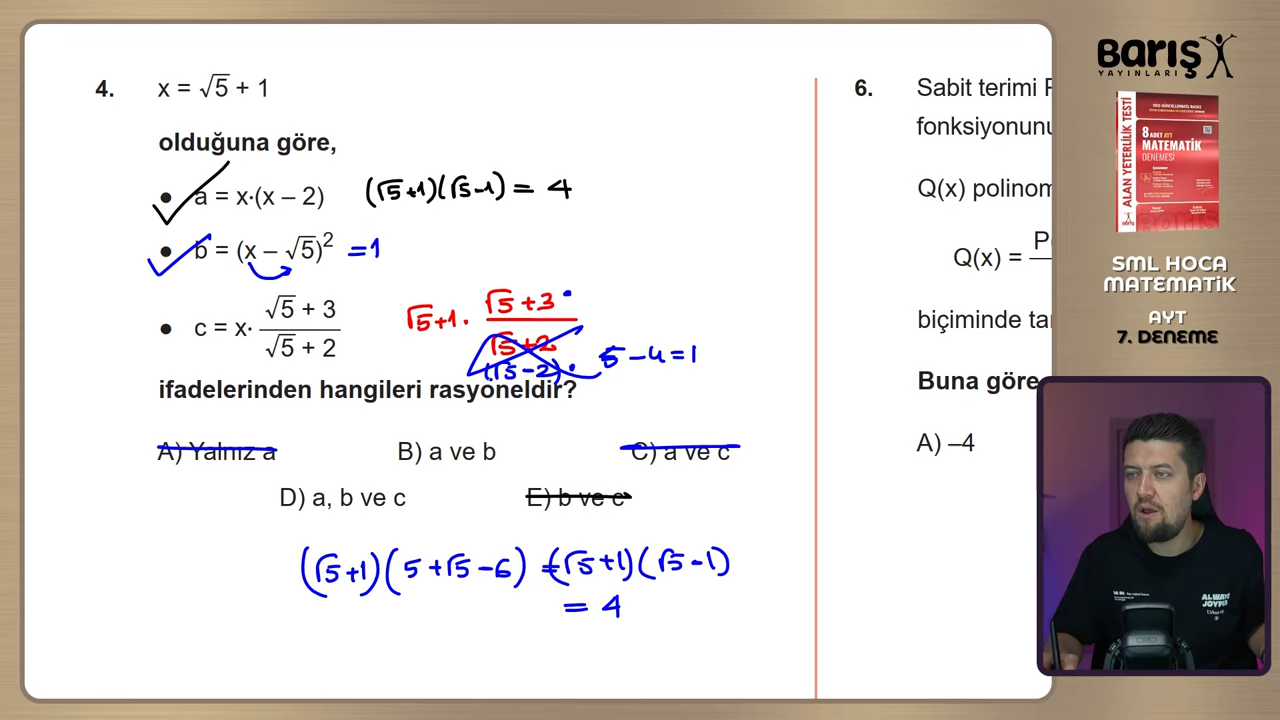 4. x = √5 + 1
olduğuna göre,
● a = x·(x – 2) (√5+1)(√5-1) = 4
● b = (x – √5)² = 1
● c = x· (√5 + 3)/(√5 + 2) √5+1 · (√5+3)/(√5+2) (√5-2) 5-4=1
ifadelerinden hangileri rasyoneldir?
A) Yalnız a B) a ve b C) a ve c
D) a, b ve c E) b ve c
(√5+1)(5+√5-6) = (√5+1)(√5-1)
= 4
6. Sabit terimi
fonksiyonunu
Q(x) polinom
Q(x) = P(
biçiminde
Buna göre
A) –4
BARIŞ
YAYINLARI
ALAN YETERLİLİK TESTİ
8 ADET AYT
MATEMATİK
DENEMESİ
BARIŞ
SML HOCA
MATEMATİK
AYT
7. DENEME
ALWAYS
JOYFUL